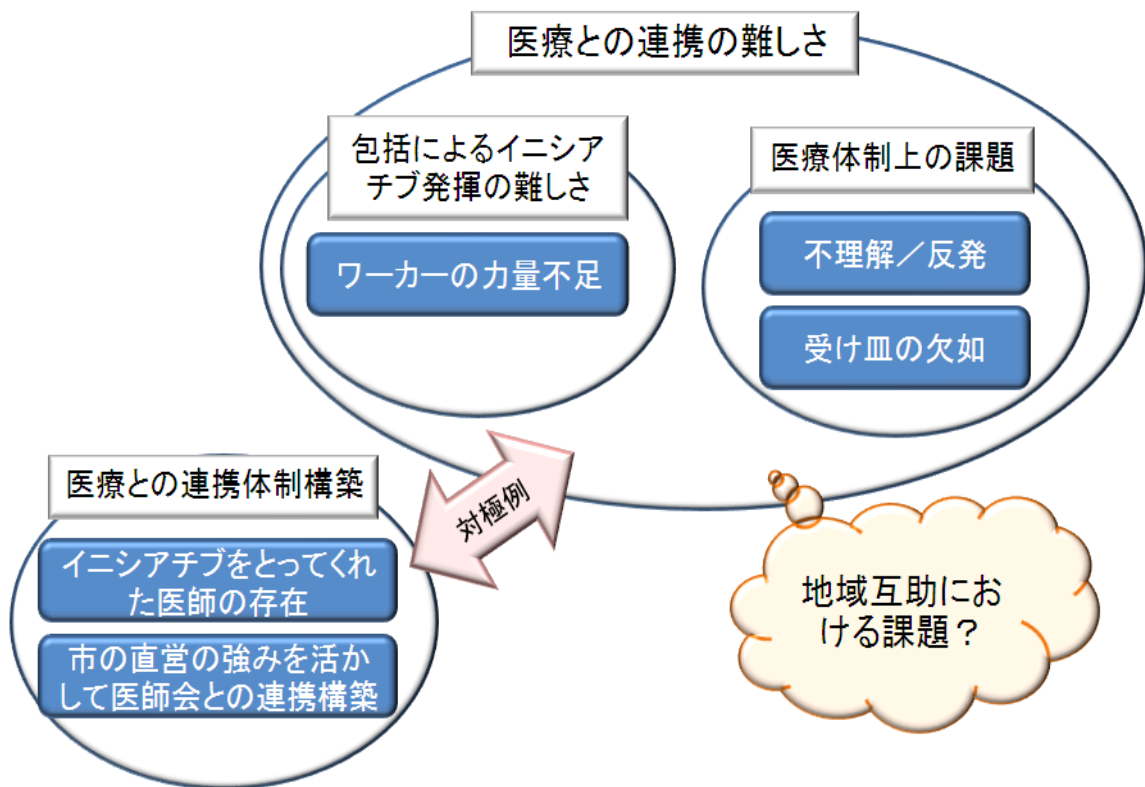 医療との連携の難しさ
包括によるイニシア
チブ発揮の難しさ
ワーカーの力量不足
医療体制上の課題
不理解／反発
受け皿の欠如
対極例
医療との連携体制構築
イニシアチブをとってくれ
た医師の存在
市の直営の強みを活か
して医師会との連携構築
地域互助にお
ける課題？